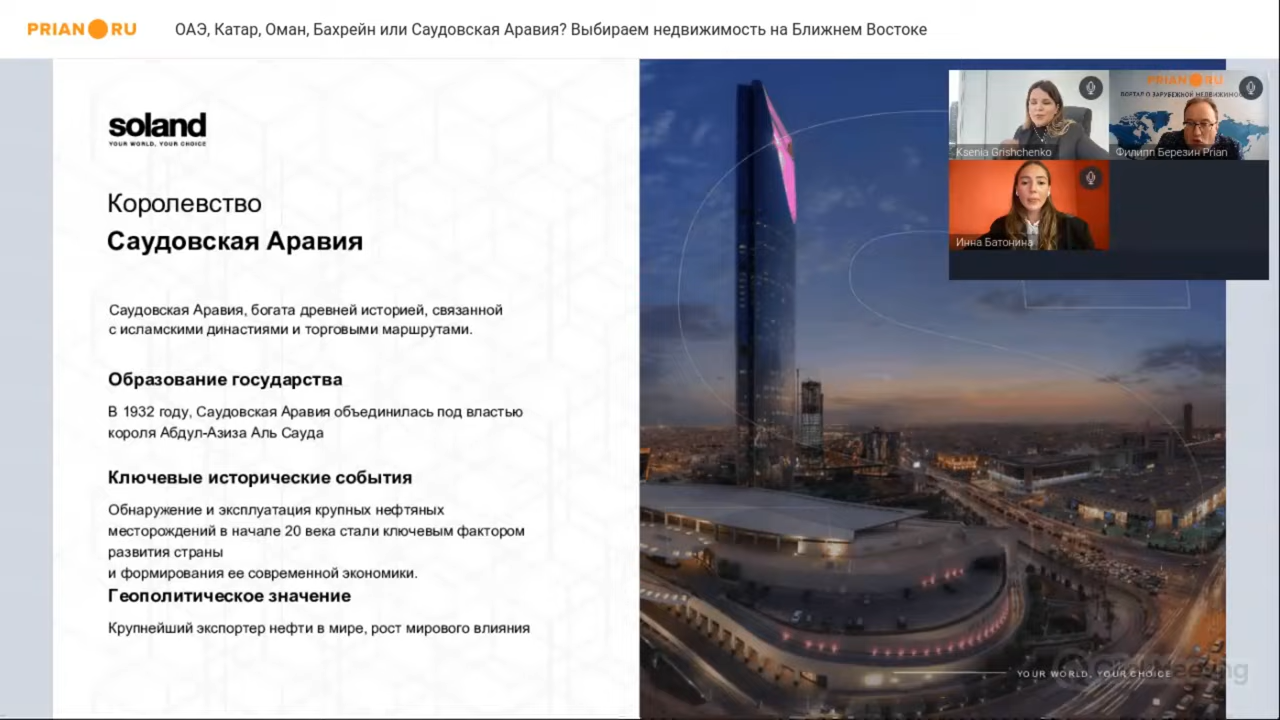 PRIAN RU
ОАЭ, Катар, Оман, Бахрейн или Саудовская Аравия? Выбираем недвижимость на Ближнем Востоке
soland
YOUR WORLD, YOUR CHOICE
Королевство
Саудовская Аравия
Саудовская Аравия, богата древней историей, связанной
с исламскими династиями и торговыми маршрутами.
Образование государства
В 1932 году, Саудовская Аравия объединилась под властью
короля Абдул-Азиза Аль Сауда
Ключевые исторические события
Обнаружение и эксплуатация крупных нефтяных
месторождений в начале 20 века стали ключевым фактором
развития страны
и формирования ее современной экономики.
Геополитическое значение
Крупнейший экспортер нефти в мире, рост мирового влияния
PRIAN RU
Ksenia Grishchenko
Филипп Березин Prian
Инна Батонина
YOUR WORLD, YOUR CHOICE